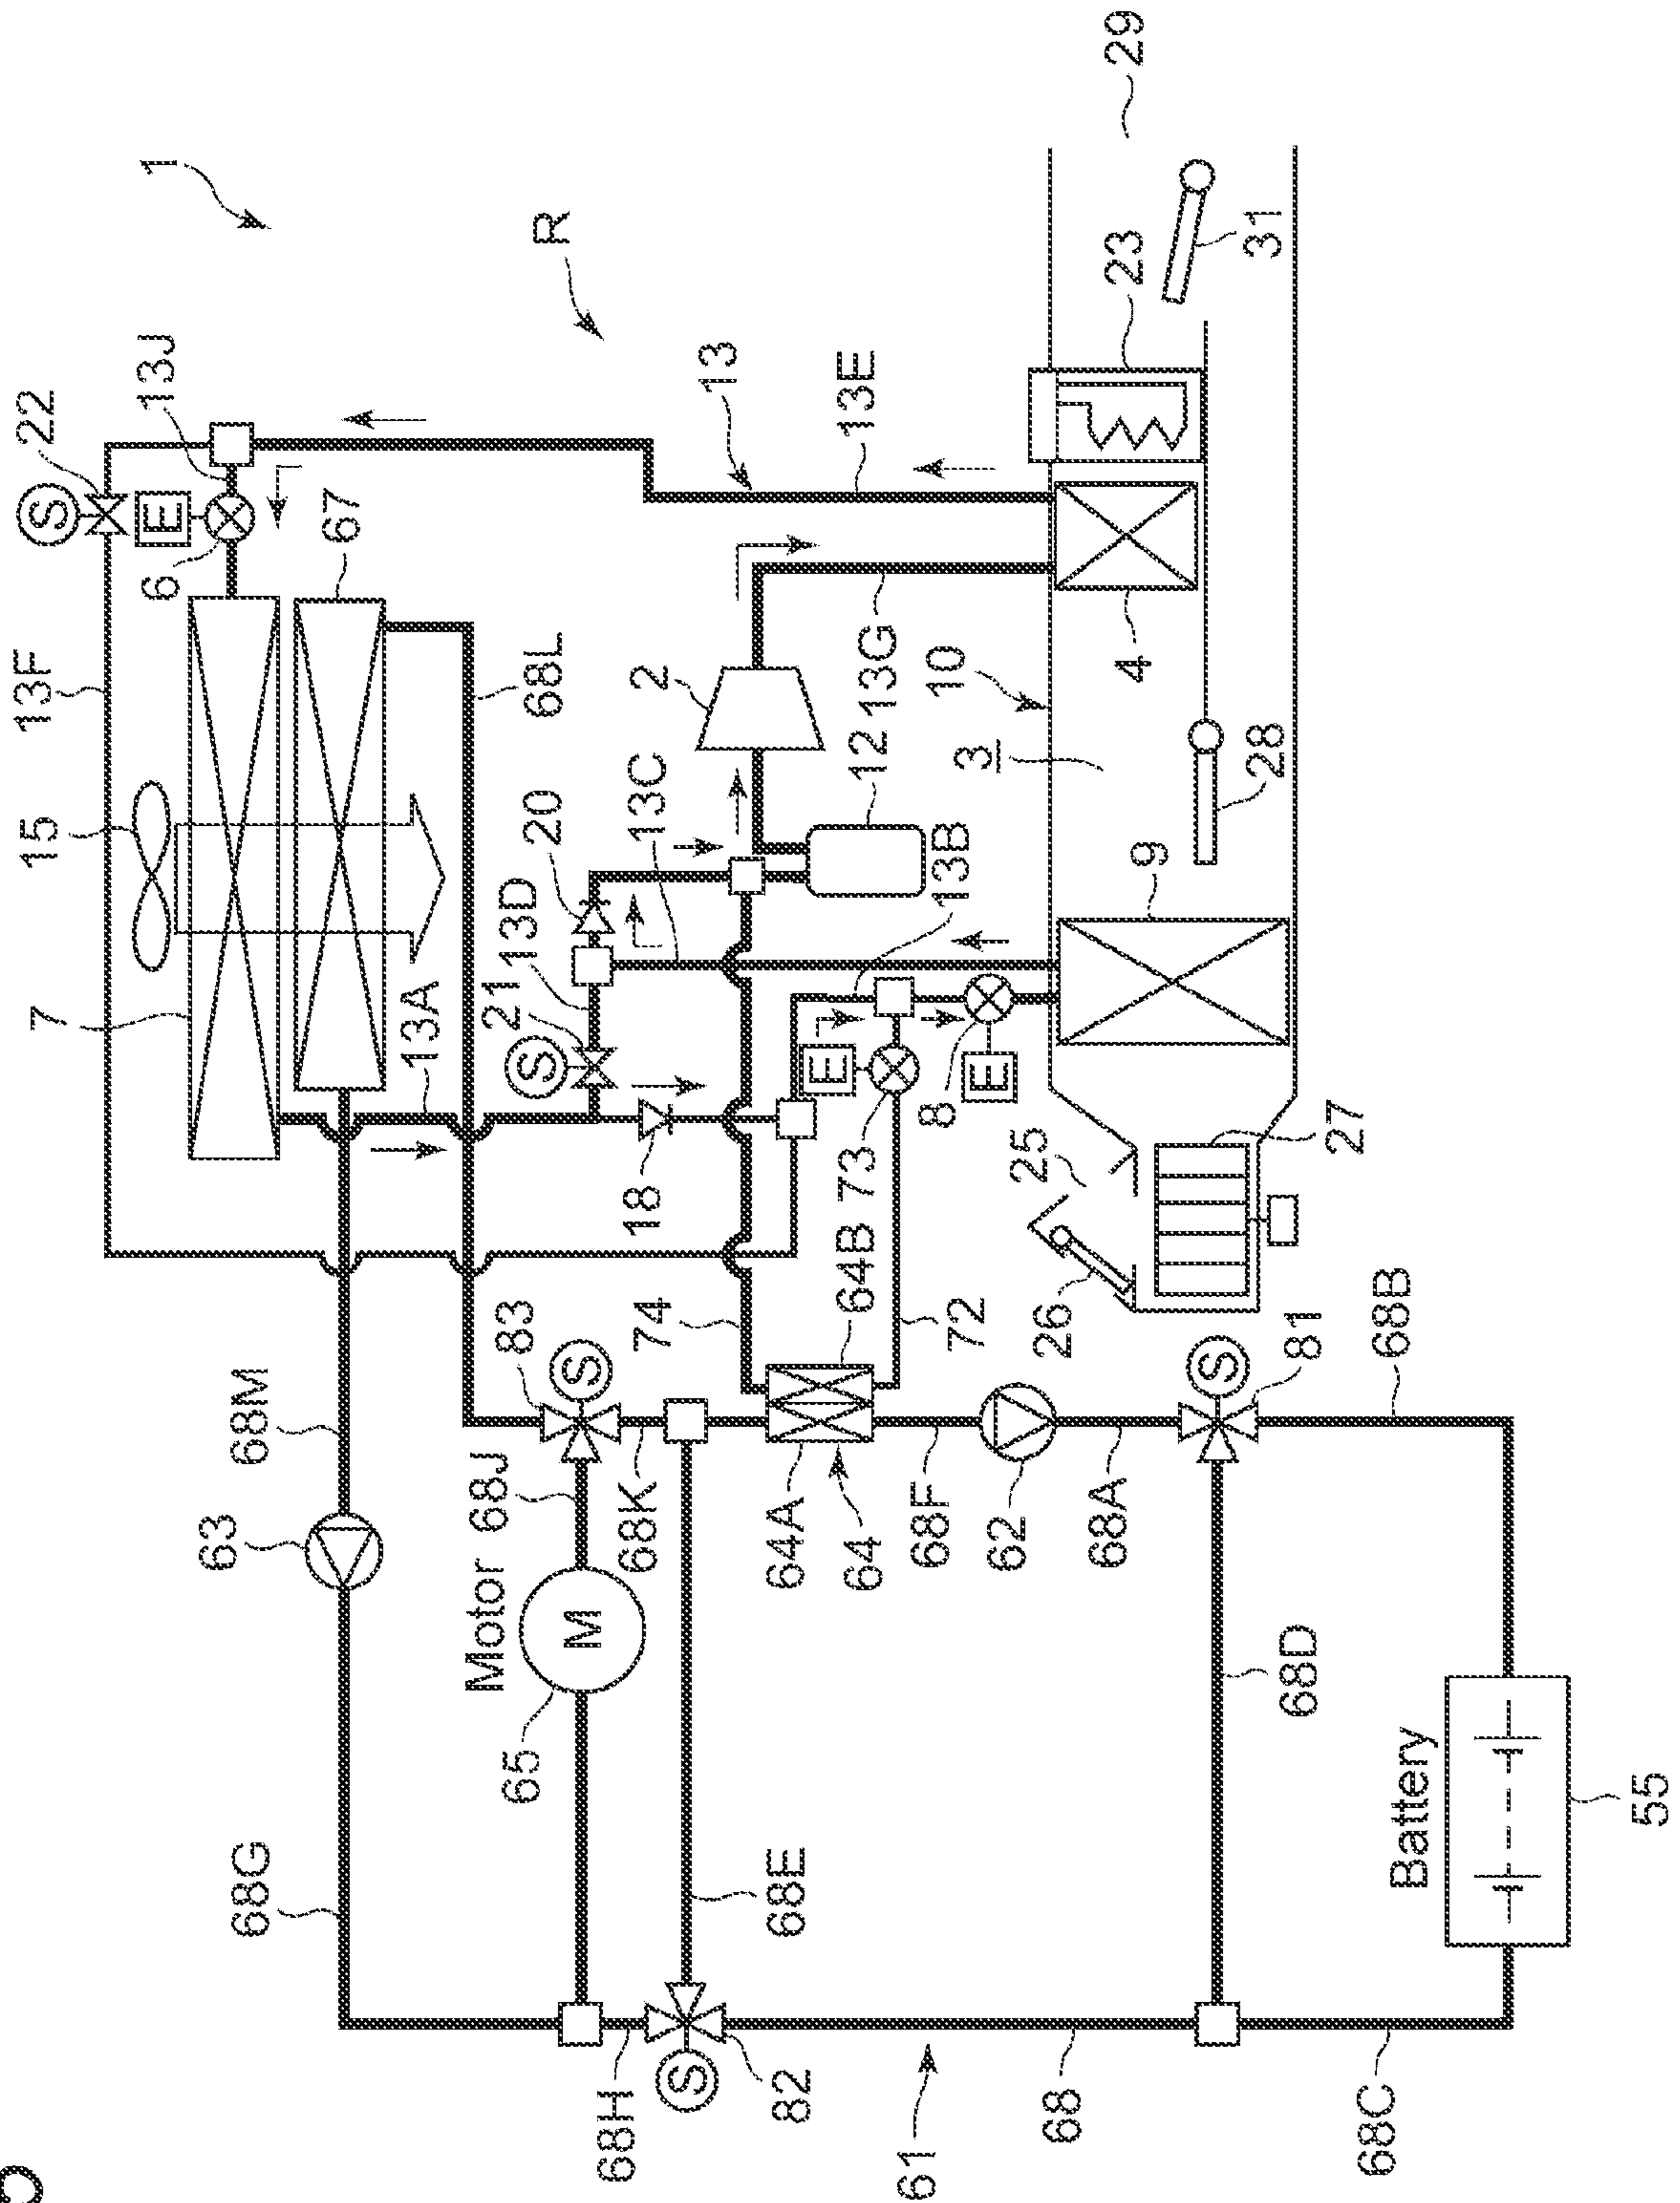 68G
63
68M
7
15
13F
6
E
S
22
13J
1
67
13A
Motor
68J
65
M
83
S
21
S
13D
20
68L
R
68H
S
68K
18
74
13C
2
13
82
68E
64A
64
64B
73
E
12
13G
13E
61
68F
72
8
E
13B
10
3
62
26
25
68
68A
9
4
23
29
68D
81
S
27
28
31
68C
Battery
68B
55